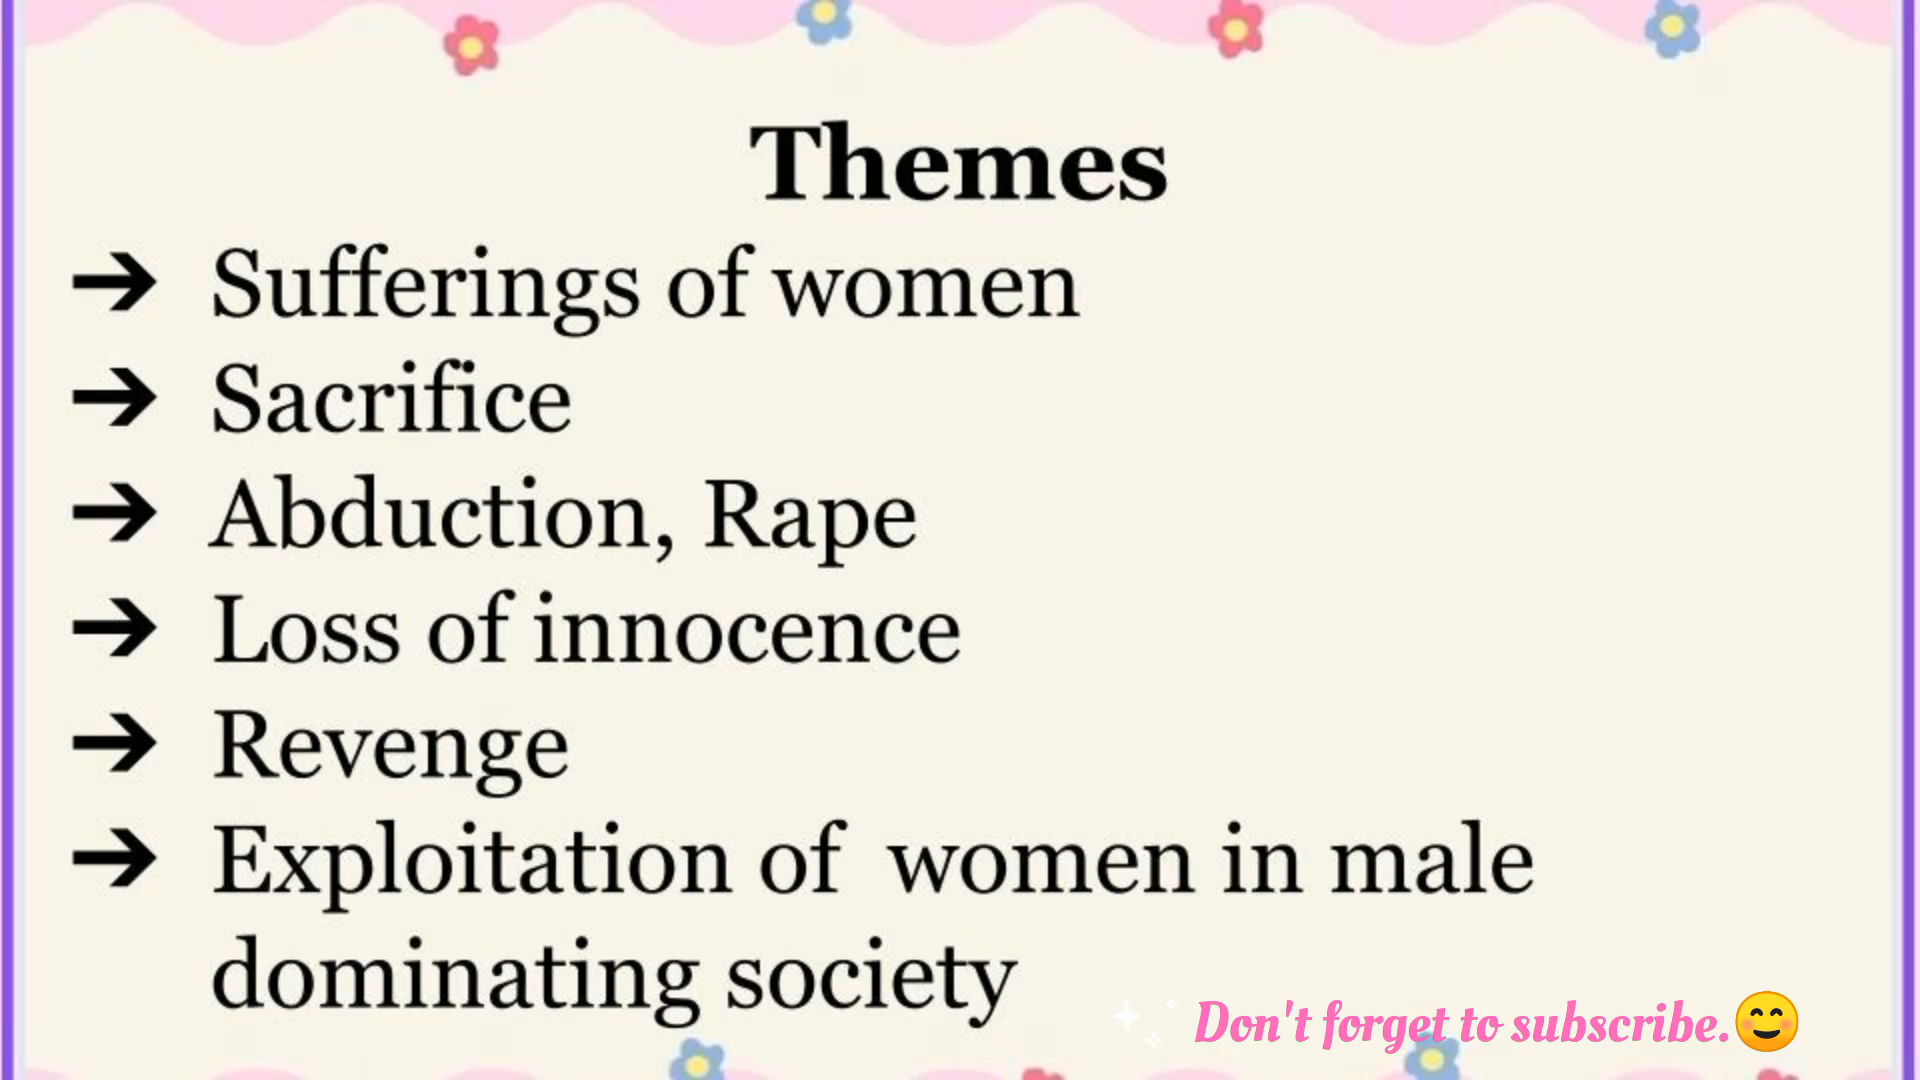 Themes
➔ Sufferings of women
➔ Sacrifice
➔ Abduction, Rape
➔ Loss of innocence
➔ Revenge
➔ Exploitation of  women in male
dominating society
Don't forget to subscribe.😊